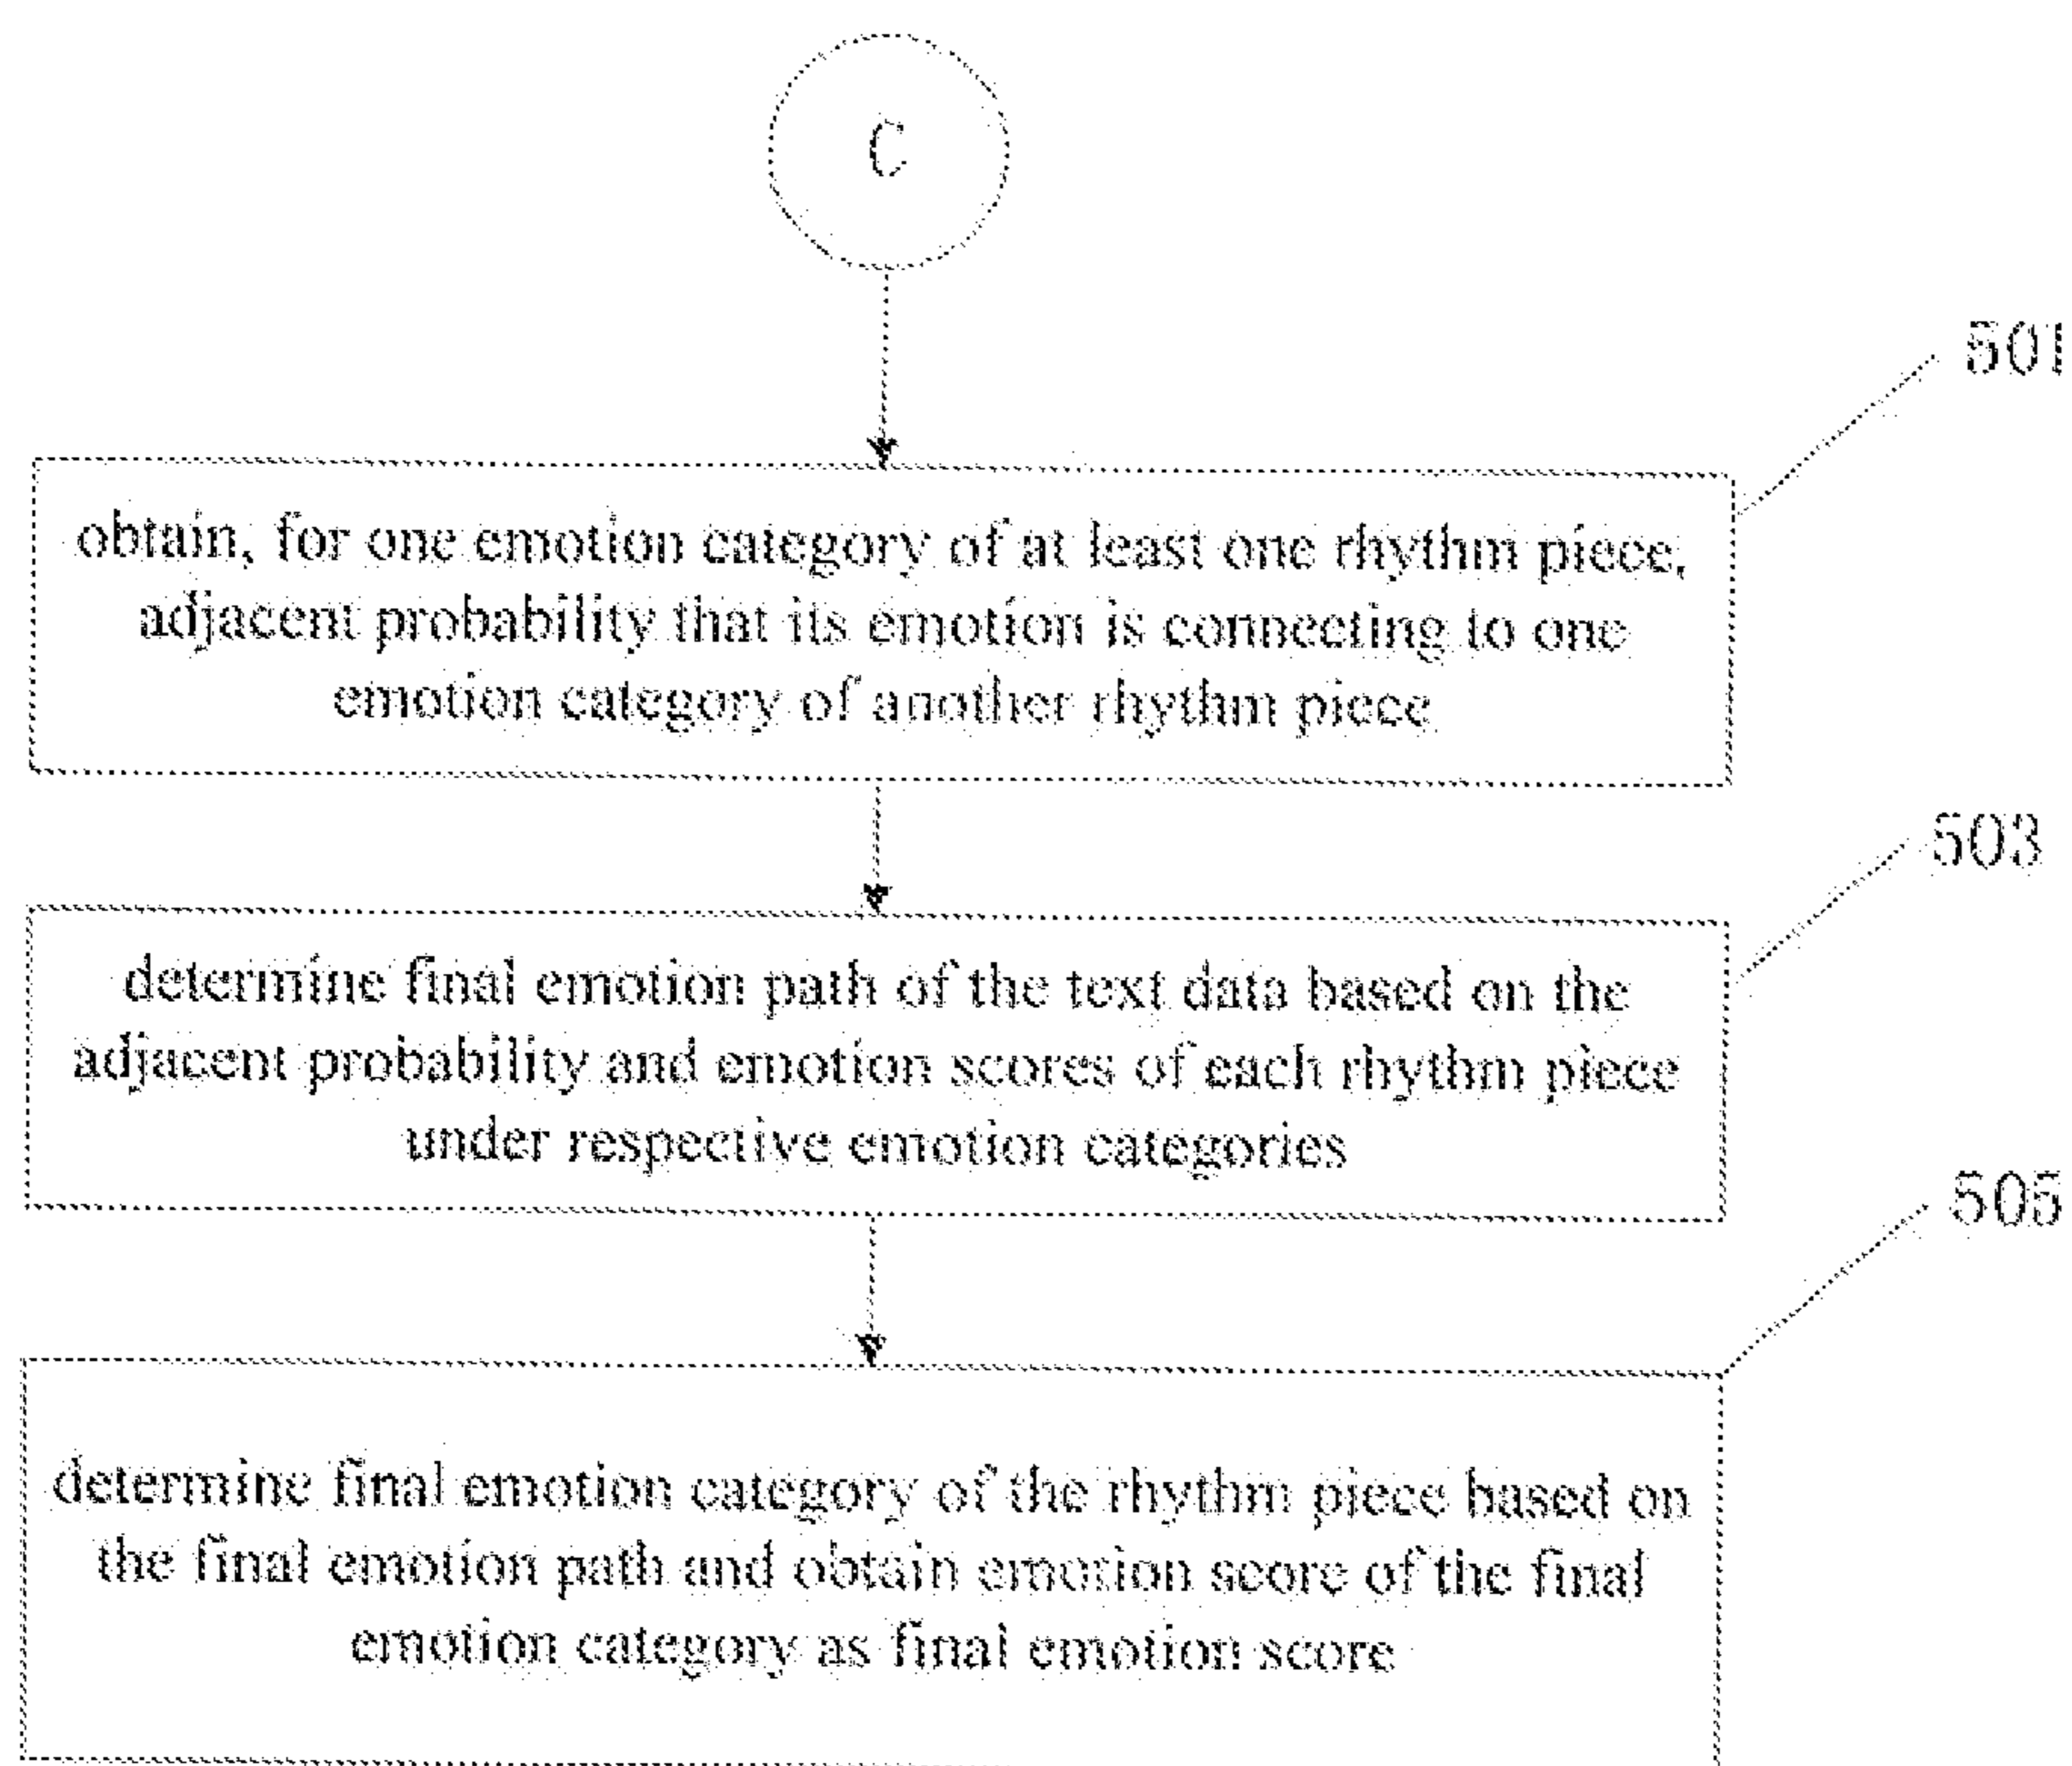 C
501
obtain, for one emotion category of at least one rhythm piece,
adjacent probability that its emotion is connecting to one
emotion category of another rhythm piece
503
determine final emotion path of the text data based on the
adjacent probability and emotion scores of each rhythm piece
under respective emotion categories
505
determine final emotion category of the rhythm piece based on
the final emotion path and obtain emotion score of the final
emotion category as final emotion score